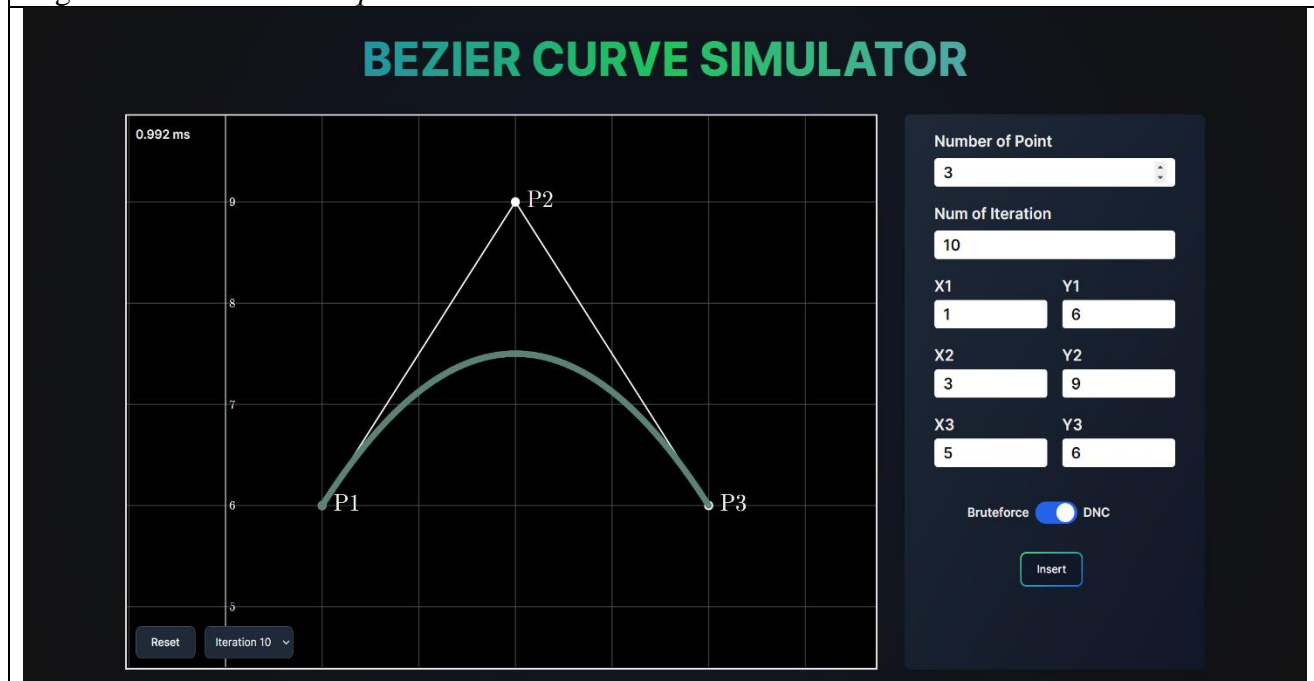 BEZIER CURVE SIMULATOR
0.992 ms
9
P2
8
7
6
P1
P3
5
Reset
Iteration 10
Number of Point
3
Num of Iteration
10
X1 Y1
1 6
X2 Y2
3 9
X3 Y3
5 6
Bruteforce DNC
Insert